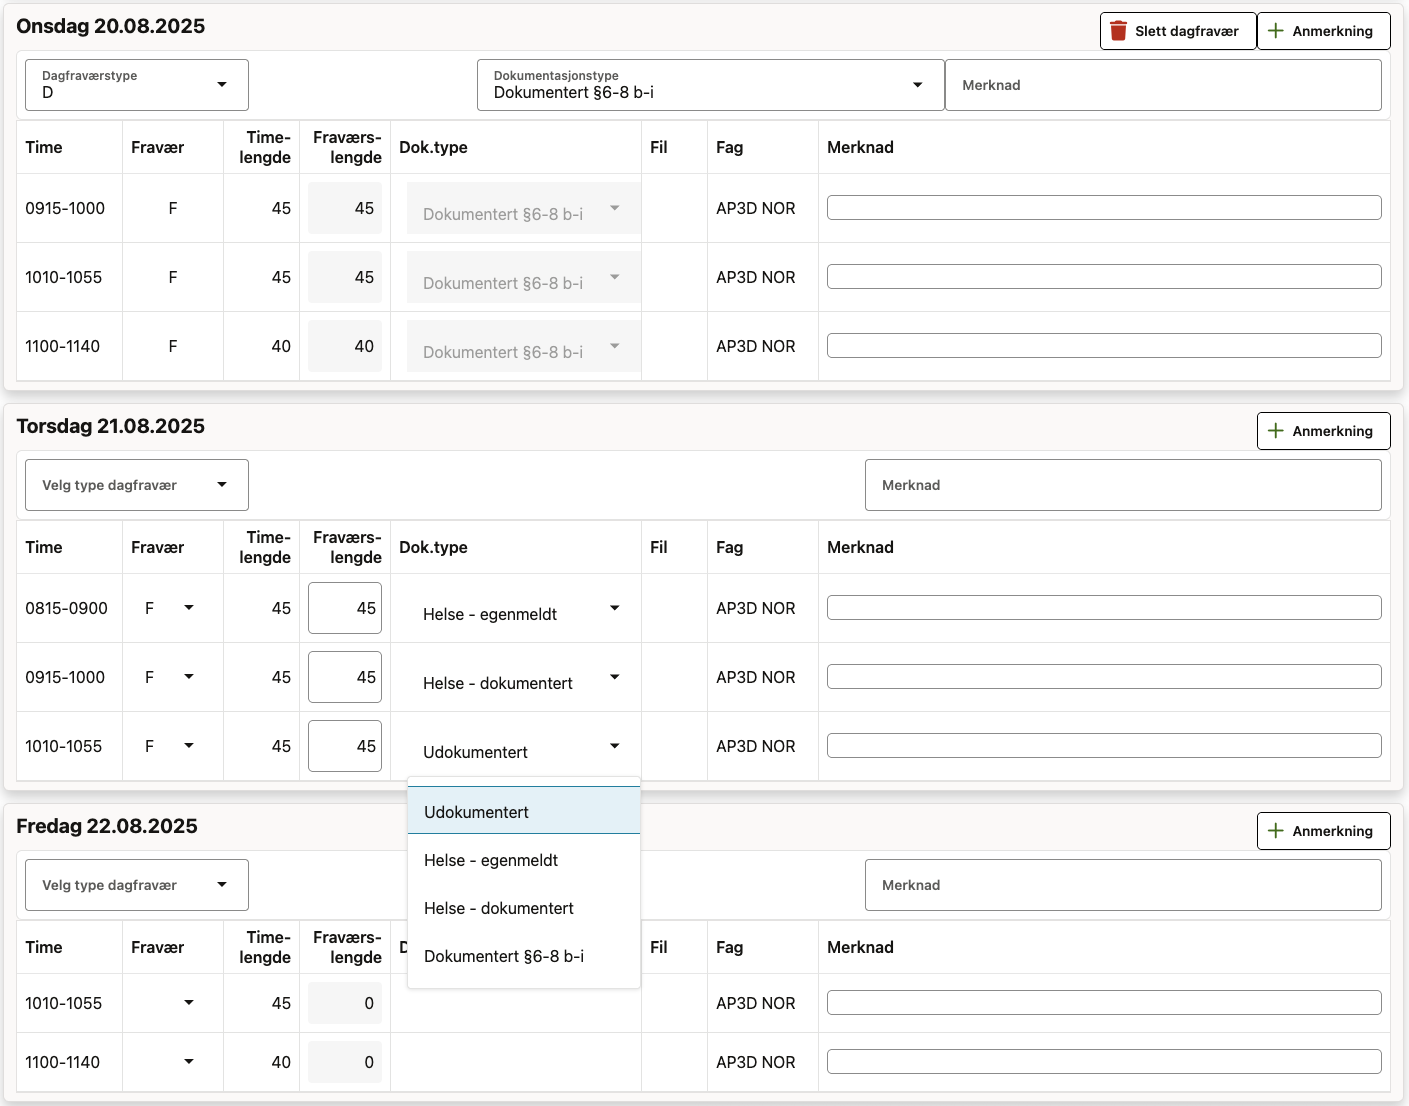 Onsdag 20.08.2025
Slett dagfravær
Anmerkning
Dagfraværstype
D
Dokumentasjonstype
Dokumentert §6-8 b-i
Merknad
Time Fravær Time-lengde Fraværs-lengde Dok.type Fil Fag Merknad
0915-1000 F 45 45 Dokumentert §6-8 b-i AP3D NOR
1010-1055 F 45 45 Dokumentert §6-8 b-i AP3D NOR
1100-1140 F 40 40 Dokumentert §6-8 b-i AP3D NOR
Torsdag 21.08.2025
Anmerkning
Velg type dagfravær
Merknad
Time Fravær Time-lengde Fraværs-lengde Dok.type Fil Fag Merknad
0815-0900 F 45 45 Helse - egenmeldt AP3D NOR
0915-1000 F 45 45 Helse - dokumentert AP3D NOR
1010-1055 F 45 45 Udokumentert AP3D NOR
Udokumentert
Helse - egenmeldt
Helse - dokumentert
Dokumentert §6-8 b-i
Fredag 22.08.2025
Anmerkning
Velg type dagfravær
Merknad
Time Fravær Time-lengde Fraværs-lengde Fil Fag Merknad
1010-1055 45 0 AP3D NOR
1100-1140 40 0 AP3D NOR